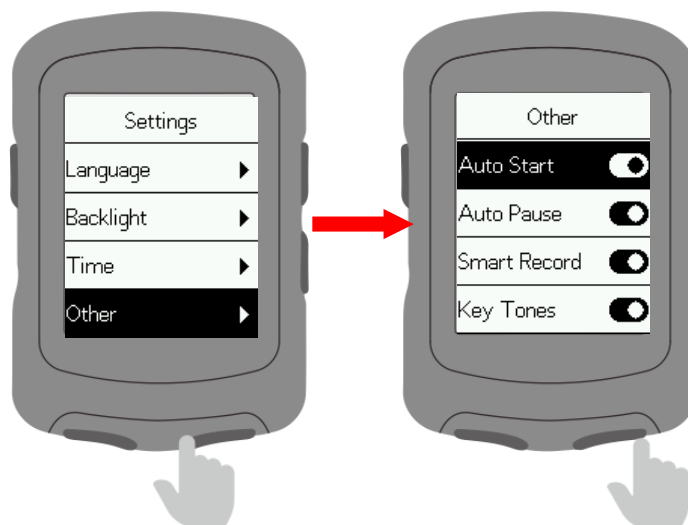 Settings
Language
Backlight
Time
Other
Other
Auto Start
Auto Pause
Smart Record
Key Tones